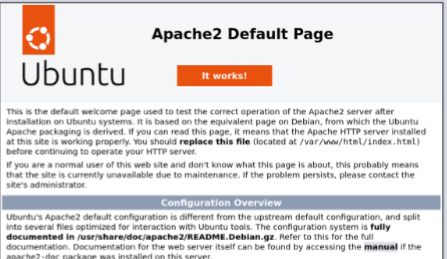 Apache2 Default Page
Ubuntu
It works!
This is the default welcome page used to test the correct operation of the Apache2 server after
installation on Ubuntu systems. It is based on the equivalent page on Debian, from which the Ubuntu
Apache packaging is derived. If you can read this page, it means that the Apache HTTP server installed
at this site is working properly. You should replace this file (located at /var/www/html/index.html)
before continuing to operate your HTTP server.
If you are a normal user of this web site and don't know what this page is about, this probably means
that the site is currently unavailable due to maintenance. If the problem persists, please contact the
site's administrator.
Configuration Overview
Ubuntu's Apache2 default configuration is different from the upstream default configuration, and split
into several files optimized for interaction with Ubuntu tools. The configuration system is fully
documented in /usr/share/doc/apache2/README.Debian.gz. Refer to this for the full
documentation. Documentation for the web server itself can be found by accessing the manual if the
apache2-doc package was installed on this server.